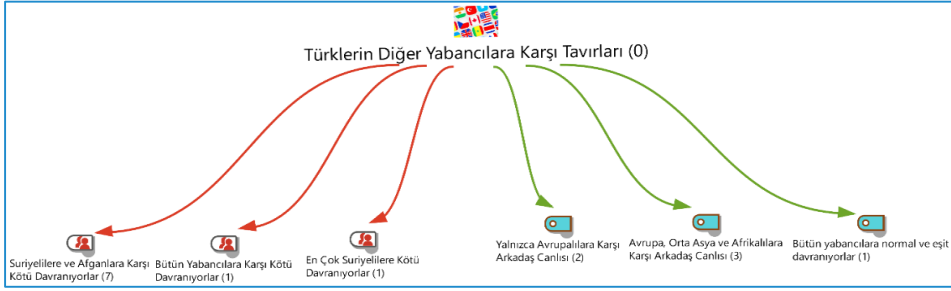 Türklerin Diğer Yabancılara Karşı Tavırları (0)
Suriyelilere ve Afganlara Karşı
Kötü Davranıyorlar (7)
Bütün Yabancılara Karşı Kötü
Davranıyorlar (1)
En Çok Suriyelilere Kötü
Davranıyorlar (1)
Yalnızca Avrupalılara Karşı
Arkadaş Canlısı (2)
Avrupa, Orta Asya ve Afrikalılara
Karşı Arkadaş Canlısı (3)
Bütün yabancılara normal ve eşit
davranıyorlar (1)